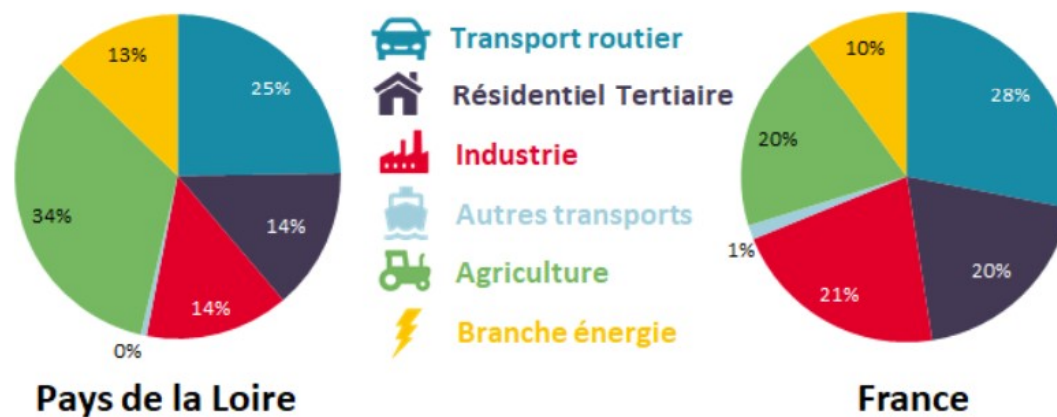 13%
25%
34%
14%
14%
0%
Pays de la Loire
Transport routier
Résidentiel Tertiaire
Industrie
Autres transports
Agriculture
Branche énergie
10%
28%
20%
1%
21%
20%
France